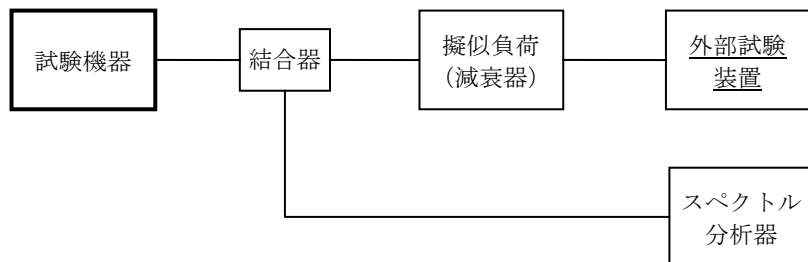 試験機器
結合器
擬似負荷
（減衰器）
外部試験
装置
スペクトル
分析器